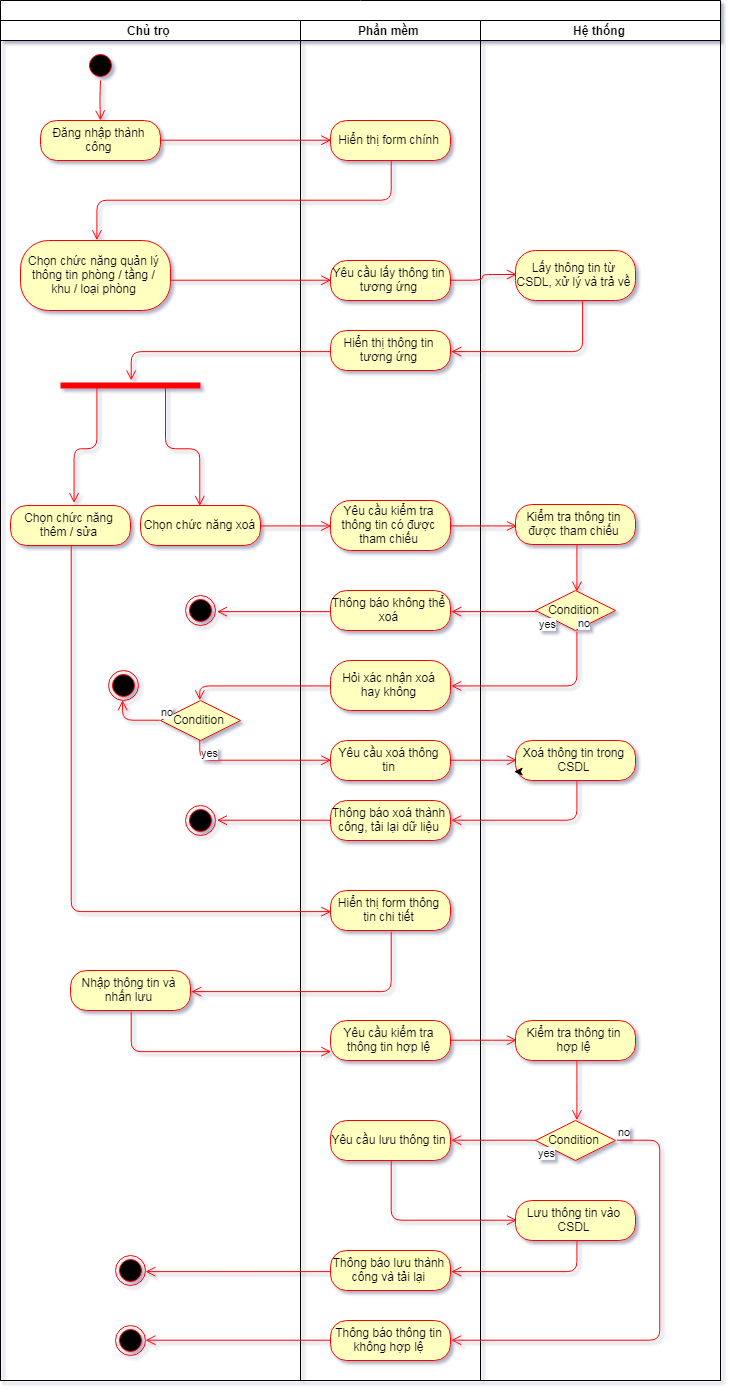 Chủ trọ
Phần mềm
Hệ thống
Đăng nhập thành
công
Hiển thị form chính
Chọn chức năng quản lý
thông tin phòng / tầng /
khu / loại phòng
Yêu cầu lấy thông tin
tương ứng
Lấy thông tin từ
CSDL, xử lý và trả về
Hiển thị thông tin
tương ứng
Chọn chức năng
thêm / sửa
Chọn chức năng xoá
Yêu cầu kiểm tra
thông tin có được
tham chiếu
Kiểm tra thông tin
được tham chiếu
Thông báo không thể
xoá
Condition
yes
no
Hỏi xác nhận xoá
hay không
no
Condition
yes
Yêu cầu xoá thông
tin
Xoá thông tin trong
CSDL
Thông báo xoá thành
công, tải lại dữ liệu
Hiển thị form thông
tin chi tiết
Nhập thông tin và
nhấn lưu
Yêu cầu kiểm tra
thông tin hợp lệ
Kiểm tra thông tin
hợp lệ
Yêu cầu lưu thông tin
Condition
no
yes
Lưu thông tin vào
CSDL
Thông báo lưu thành
công và tải lại
Thông báo thông tin
không hợp lệ